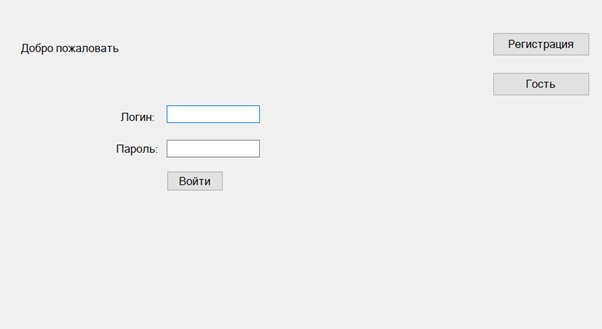 Добро пожаловать
Регистрация
Гость
Логин:
Пароль:
Войти